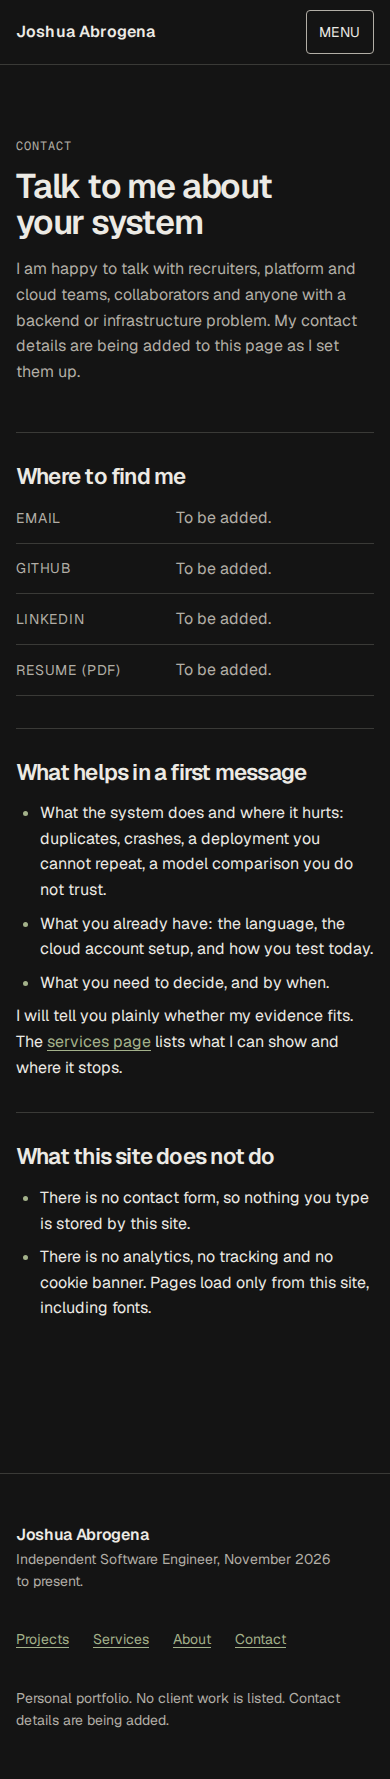 Joshua Abrogena
MENU
CONTACT
Talk to me about
your system
I am happy to talk with recruiters, platform and
cloud teams, collaborators and anyone with a
backend or infrastructure problem. My contact
details are being added to this page as I set
them up.
Where to find me
EMAIL To be added.
GITHUB To be added.
LINKEDIN To be added.
RESUME (PDF) To be added.
What helps in a first message
• What the system does and where it hurts:
duplicates, crashes, a deployment you
cannot repeat, a model comparison you do
not trust.
• What you already have: the language, the
cloud account setup, and how you test today.
• What you need to decide, and by when.
I will tell you plainly whether my evidence fits.
The services page lists what I can show and
where it stops.
What this site does not do
• There is no contact form, so nothing you type
is stored by this site.
• There is no analytics, no tracking and no
cookie banner. Pages load only from this site,
including fonts.
Joshua Abrogena
Independent Software Engineer, November 2026
to present.
Projects Services About Contact
Personal portfolio. No client work is listed. Contact
details are being added.